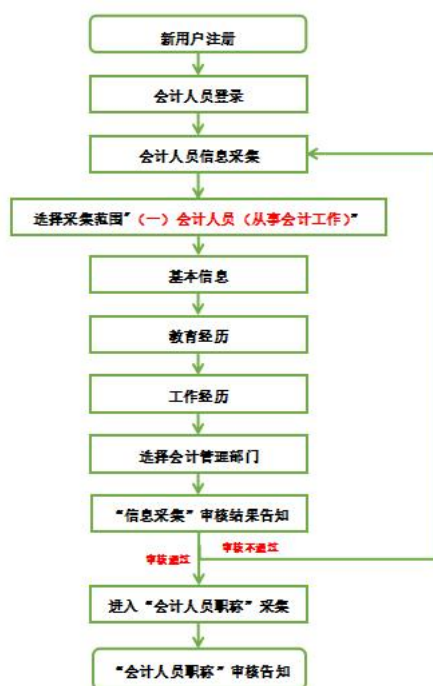 新用户注册
会计人员登录
会计人员信息采集
选择采集范围“（一）会计人员（从事会计工作）”
基本信息
教育经历
工作经历
选择会计管理部门
“信息采集”审核结果告知
审核不通过
审核通过
进入“会计人员职称”采集
“会计人员职称”审核告知